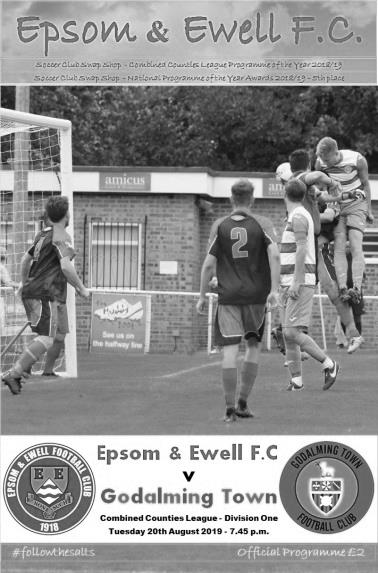 Epsom & Ewell F.C.
Soccer Club Swap Shop - Combined Counties League Programme of the Year 2018/19
Soccer Club Swap Shop - National Programme of the Year Awards 2018/19 - 5th place
amicus
am
2
See us on
the halfway line
EPSOM & EWELL FOOTBALL CLUB
E E
1918
Epsom & Ewell F.C
v
Godalming Town
Combined Counties League - Division One
Tuesday 20th August 2019 - 7.45 p.m.
GODALMING TOWN
FOOTBALL CLUB
#followthesalts
Official Programme £2